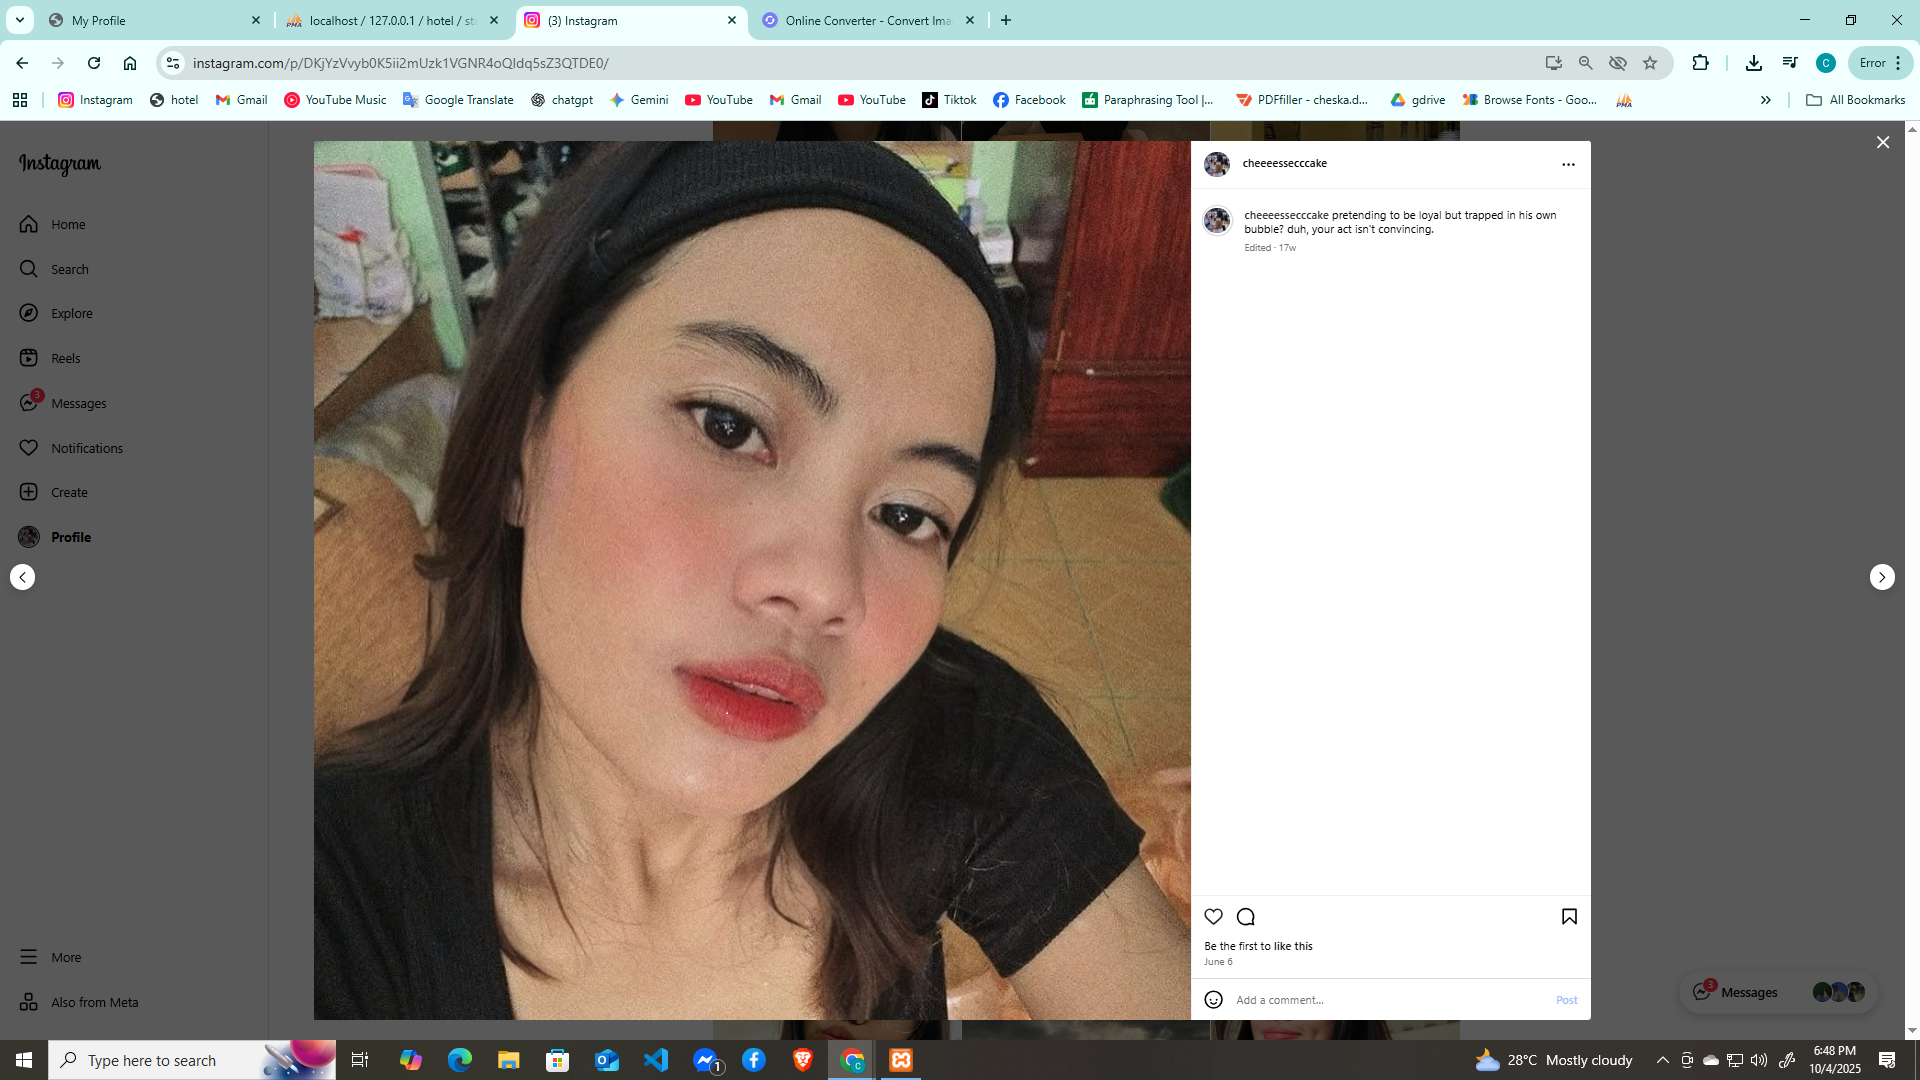 My Profile
localhost / 127.0.0.1 / hotel / sta
(3) Instagram
Online Converter - Convert Ima
instagram.com/p/DKjYzVvyb0K5ii2mUzk1VGNR4oQIdq5sZ3QTDE0/
C
Error
Instagram
hotel
Gmail
YouTube Music
Google Translate
chatgpt
Gemini
YouTube
Gmail
YouTube
Tiktok
Facebook
Paraphrasing Tool |...
PDFfiller - cheska.d...
gdrive
Browse Fonts - Goo...
PMA
All Bookmarks
Instagram
Home
Search
Explore
Reels
3
Messages
Notifications
Create
Profile
More
Also from Meta
cheeeessecccake
cheeeessecccake pretending to be loyal but trapped in his own
bubble? duh, your act isn't convincing.
Edited · 17w
Be the first to like this
June 6
Add a comment...
Post
3
Messages
Type here to search
1
28°C Mostly cloudy
6:48 PM
10/4/2025